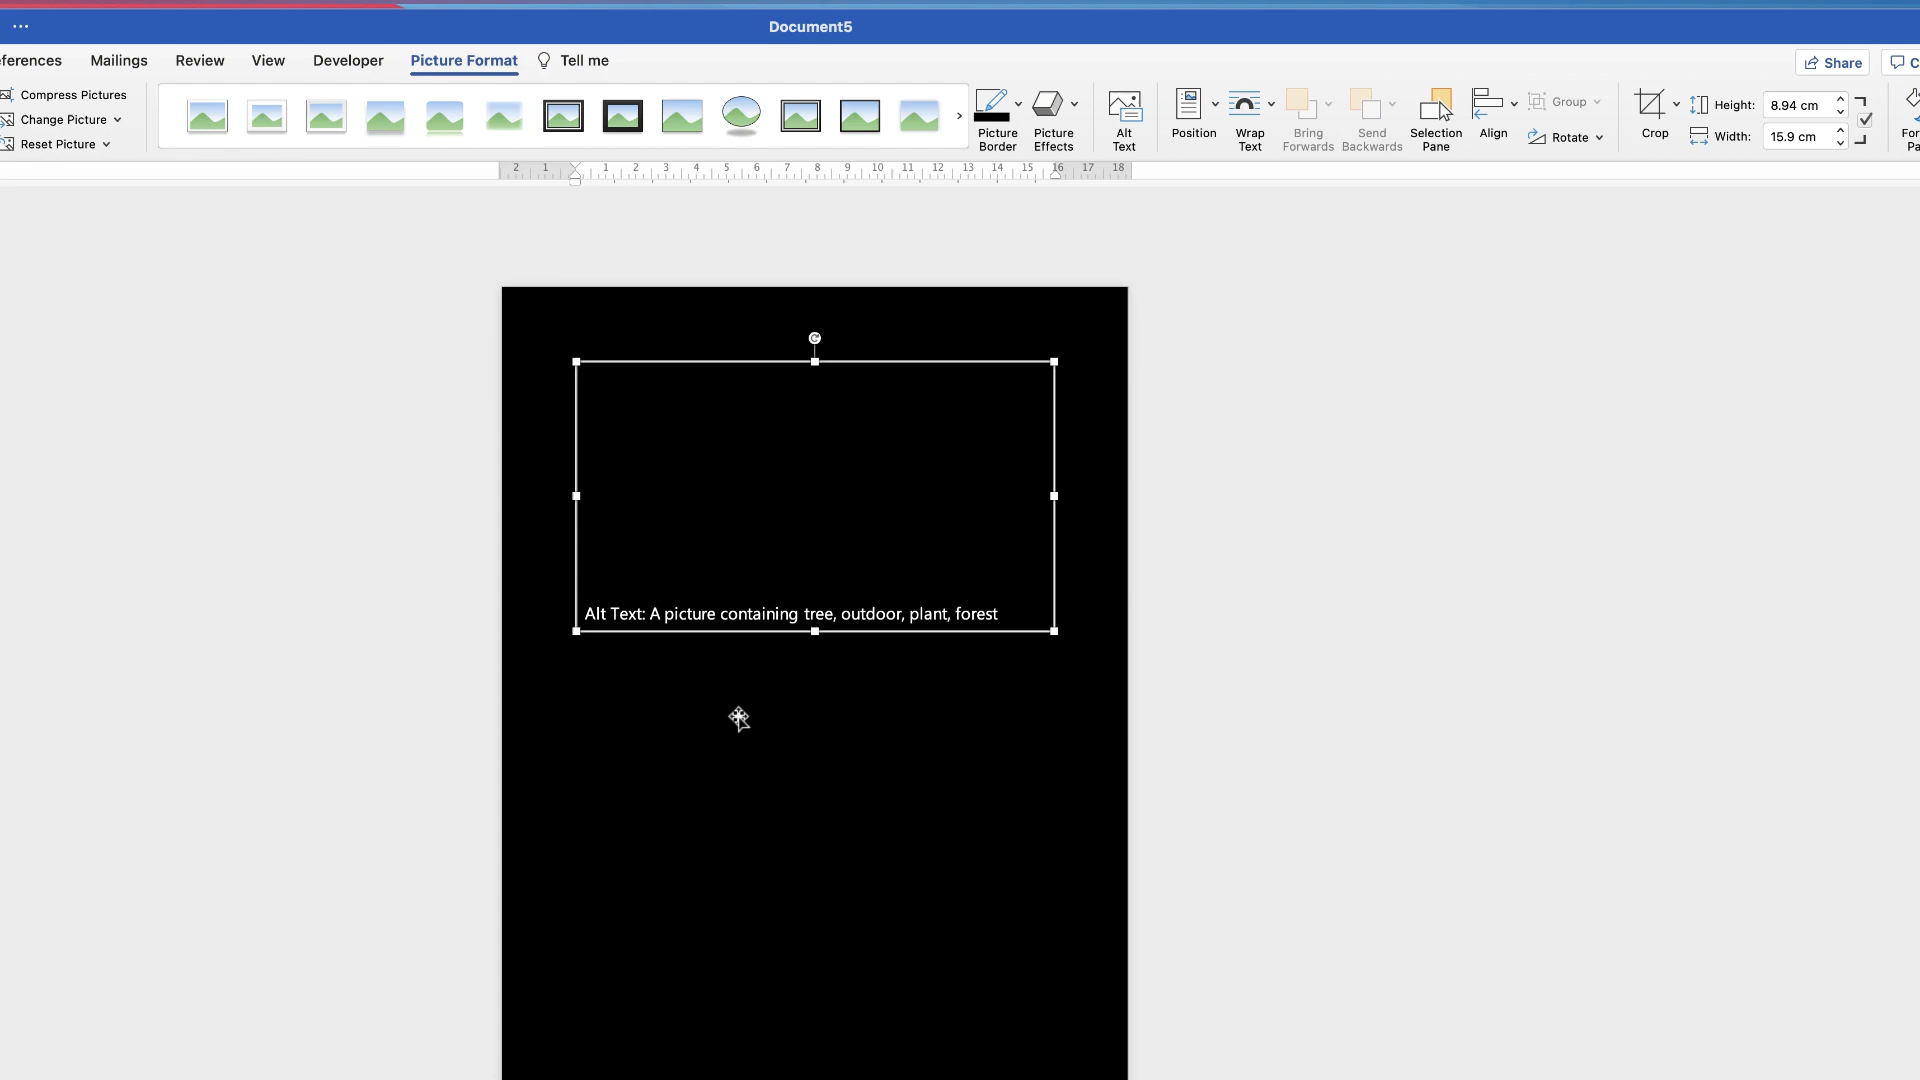 Document5
ferences Mailings Review View Developer Picture Format Tell me
Share C
Compress Pictures
Change Picture
Reset Picture
Picture Border
Picture Effects
Alt Text
Position
Wrap Text
Bring Forwards
Send Backwards
Selection Pane
Align
Group
Rotate
Crop
Height: 8.94 cm
Width: 15.9 cm
For
Pa
2 1 1 2 3 4 5 6 7 8 9 10 11 12 13 14 15 16 17 18
Alt Text: A picture containing tree, outdoor, plant, forest